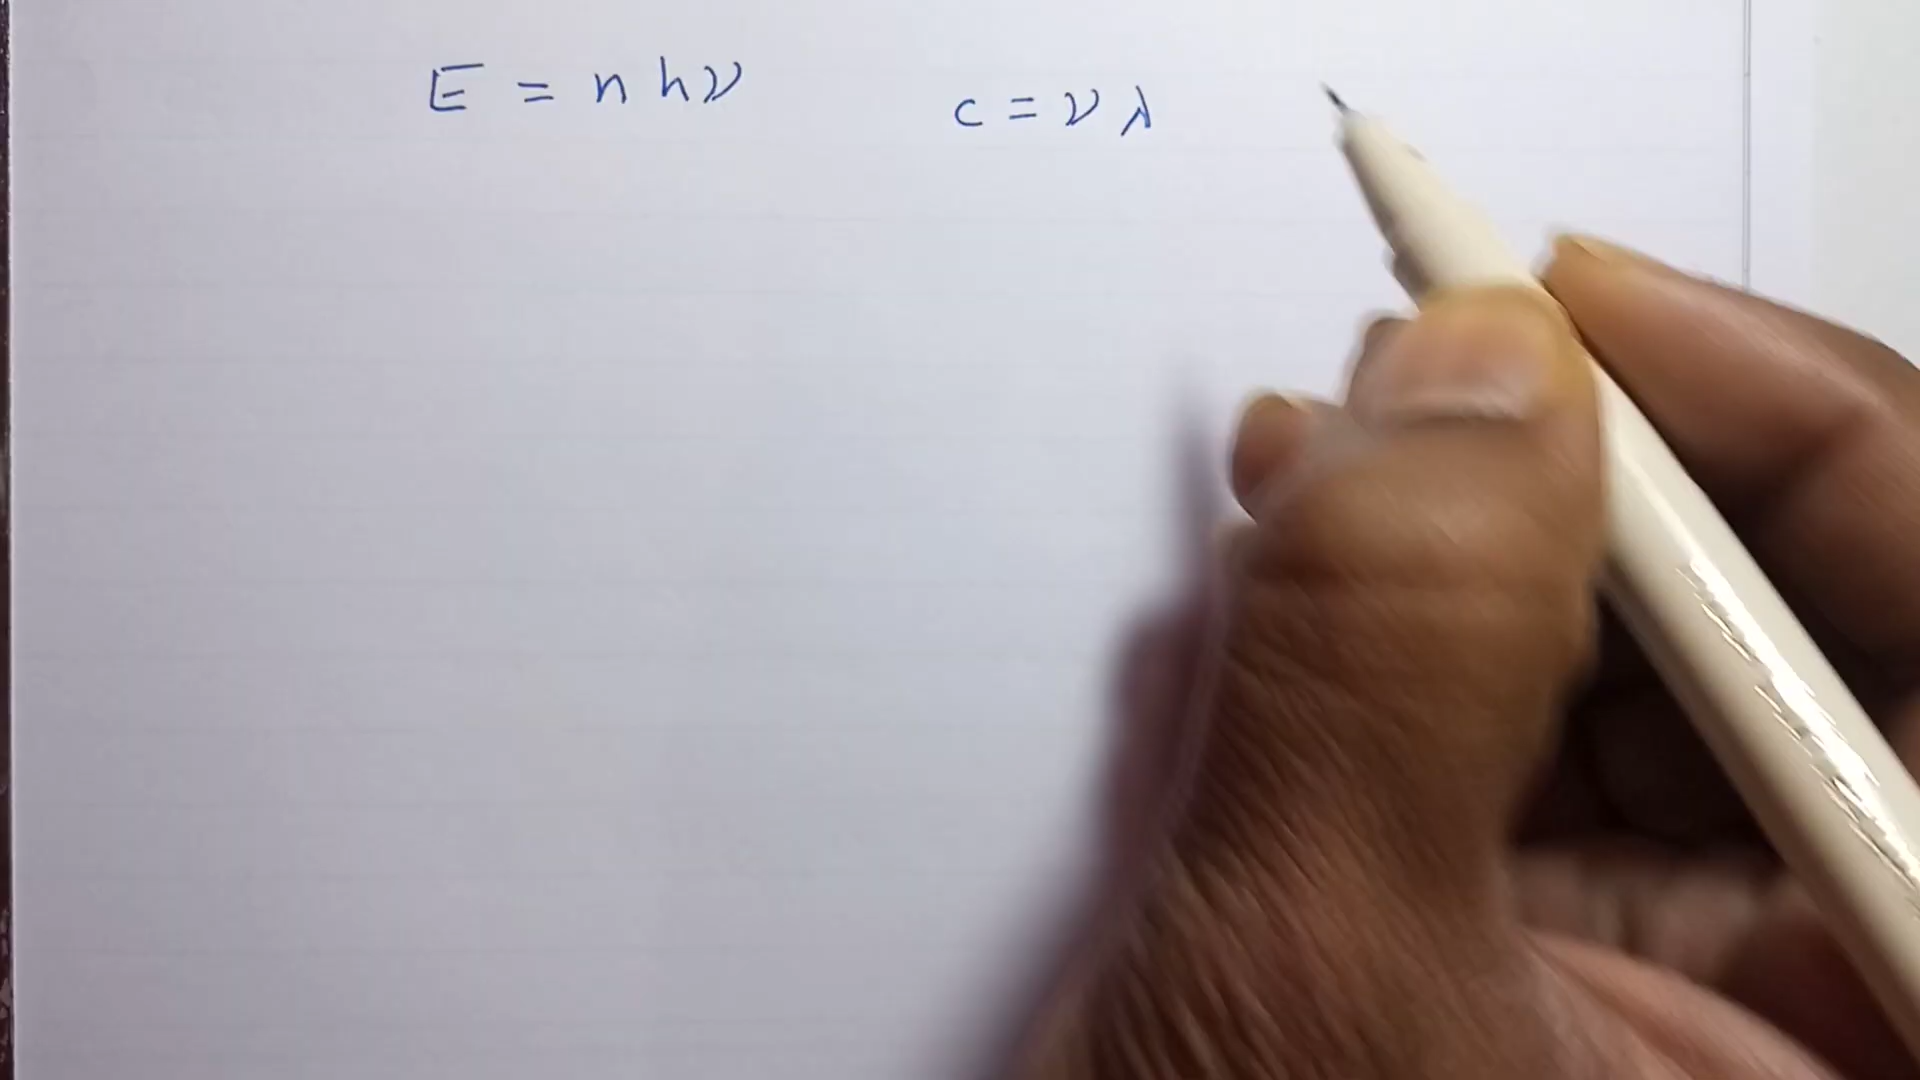 E = n h ν
c = ν λ